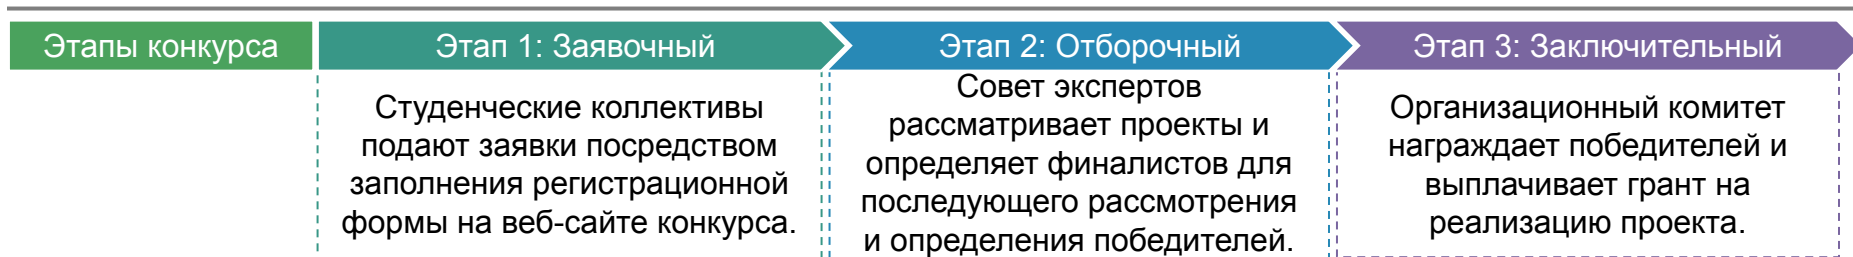 Этапы конкурса
Этап 1: Заявочный
Этап 2: Отборочный
Этап 3: Заключительный
Студенческие коллективы
подают заявки посредством
заполнения регистрационной
формы на веб-сайте конкурса.
Совет экспертов
рассматривает проекты и
определяет финалистов для
последующего рассмотрения
и определения победителей.
Организационный комитет
награждает победителей и
выплачивает грант на
реализацию проекта.